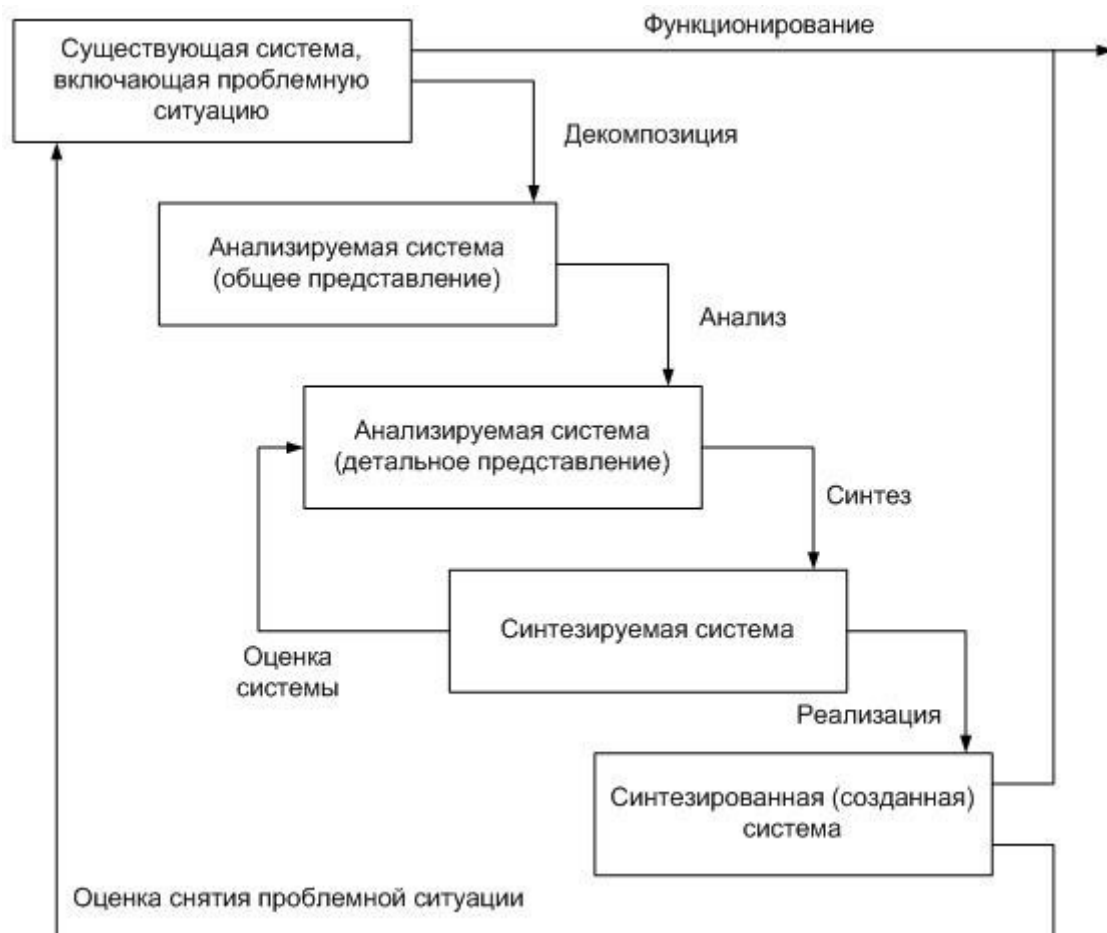 Функционирование
Существующая система,
включающая проблемную
ситуацию
Декомпозиция
Анализируемая система
(общее представление)
Анализ
Анализируемая система
(детальное представление)
Синтез
Синтезируемая система
Оценка
системы
Реализация
Синтезированная (созданная)
система
Оценка снятия проблемной ситуации